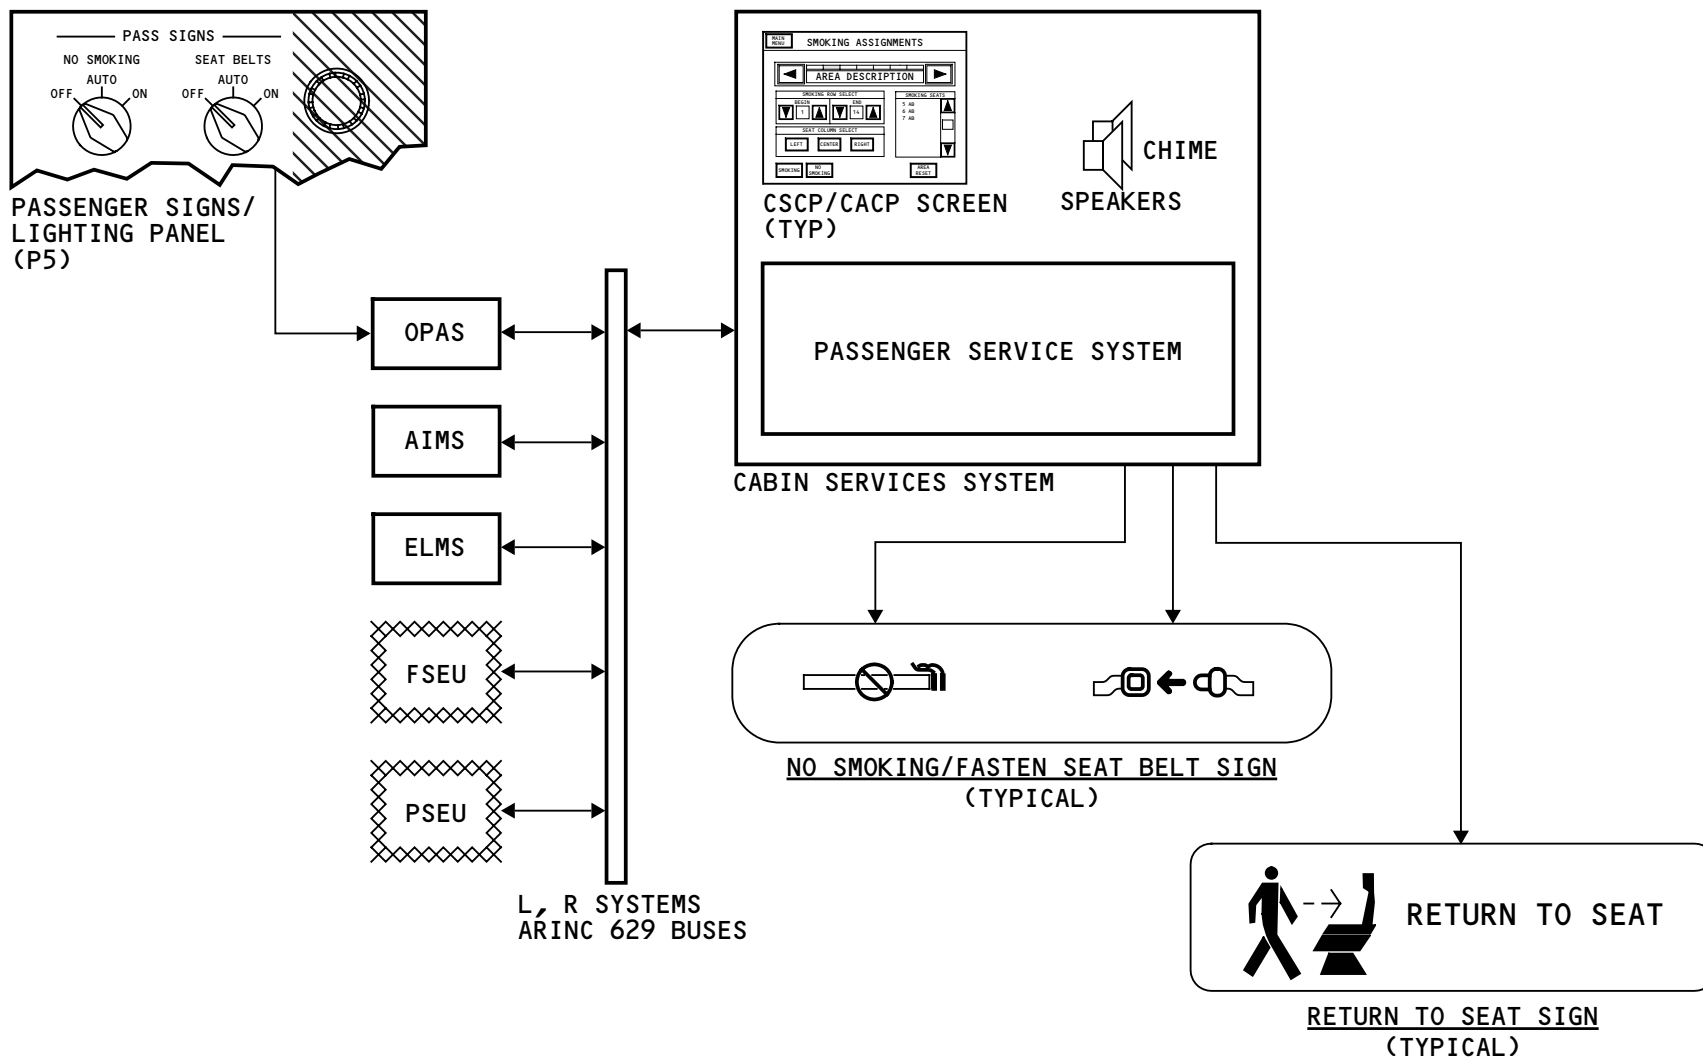 PASS SIGNS
NO SMOKING
SEAT BELTS
AUTO
OFF
ON
AUTO
OFF
ON
PASSENGER SIGNS/
LIGHTING PANEL
(P5)
MAIN
MENU
SMOKING ASSIGNMENTS
AREA DESCRIPTION
SMOKING ROW SELECT
BEGIN
END
1
14
SEAT COLUMN SELECT
LEFT
CENTER
RIGHT
SMOKING SEATS
5 AB
6 AB
7 AB
SMOKING
NO
SMOKING
AREA
RESET
CSCP/CACP SCREEN
(TYP)
CHIME
SPEAKERS
PASSENGER SERVICE SYSTEM
CABIN SERVICES SYSTEM
OPAS
AIMS
ELMS
FSEU
PSEU
L, R SYSTEMS
ARINC 629 BUSES
NO SMOKING/FASTEN SEAT BELT SIGN
(TYPICAL)
RETURN TO SEAT
RETURN TO SEAT SIGN
(TYPICAL)